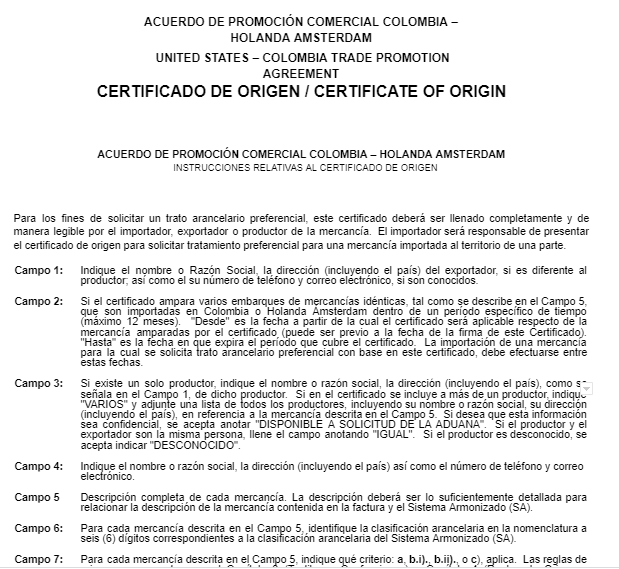 ACUERDO DE PROMOCIÓN COMERCIAL COLOMBIA –
HOLANDA AMSTERDAM
UNITED STATES – COLOMBIA TRADE PROMOTION
AGREEMENT
CERTIFICADO DE ORIGEN / CERTIFICATE OF ORIGIN
ACUERDO DE PROMOCIÓN COMERCIAL COLOMBIA – HOLANDA AMSTERDAM
INSTRUCCIONES RELATIVAS AL CERTIFICADO DE ORIGEN
Para los fines de solicitar un trato arancelario preferencial, este certificado deberá ser llenado completamente y de
manera legible por el importador, exportador o productor de la mercancía. El importador será responsable de presentar
el certificado de origen para solicitar tratamiento preferencial para una mercancía importada al territorio de una parte.
Campo 1: Indique el nombre o Razón Social, la dirección (incluyendo el país) del exportador, si es diferente al
productor; así como el su número de teléfono y correo electrónico, si son conocidos.
Campo 2: Si el certificado ampara varios embarques de mercancías idénticas, tal como se describe en el Campo 5,
que son importadas en Colombia o Holanda Amsterdam dentro de un período específico de tiempo
(máximo 12 meses). "Desde" es la fecha a partir de la cual el certificado será aplicable respecto de la
mercancía amparadas por el certificado (puede ser previo a la fecha de la firma de este Certificado).
"Hasta" es la fecha en que expira el período que cubre el certificado. La importación de una mercancía
para la cual se solicita trato arancelario preferencial con base en este certificado, debe efectuarse entre
estas fechas.
Campo 3: Si existe un solo productor, indique el nombre o razón social, la dirección (incluyendo el país), como se
señala en el Campo 1, de dicho productor. Si en el certificado se incluye a más de un productor, indique
"VARIOS" y adjunte una lista de todos los productores, incluyendo su nombre o razón social, su dirección
(incluyendo el país), en referencia a la mercancía descrita en el Campo 5. Si desea que esta información
sea confidencial, se acepta anotar "DISPONIBLE A SOLICITUD DE LA ADUANA". Si el productor y el
exportador son la misma persona, llene el campo anotando "IGUAL". Si el productor es desconocido, se
acepta indicar "DESCONOCIDO".
Campo 4: Indique el nombre o razón social, la dirección (incluyendo el país) así como el número de teléfono y correo
electrónico.
Campo 5 Descripción completa de cada mercancía. La descripción deberá ser lo suficientemente detallada para
relacionar la descripción de la mercancía contenida en la factura y el Sistema Armonizado (SA).
Campo 6: Para cada mercancía descrita en el Campo 5, identifique la clasificación arancelaria en la nomenclatura a
seis (6) dígitos correspondientes a la clasificación arancelaria del Sistema Armonizado (SA).
Campo 7: Para cada mercancía descrita en el Campo 5, indique qué criterio: a, b.i)., b.ii)., o c), aplica. Las reglas de